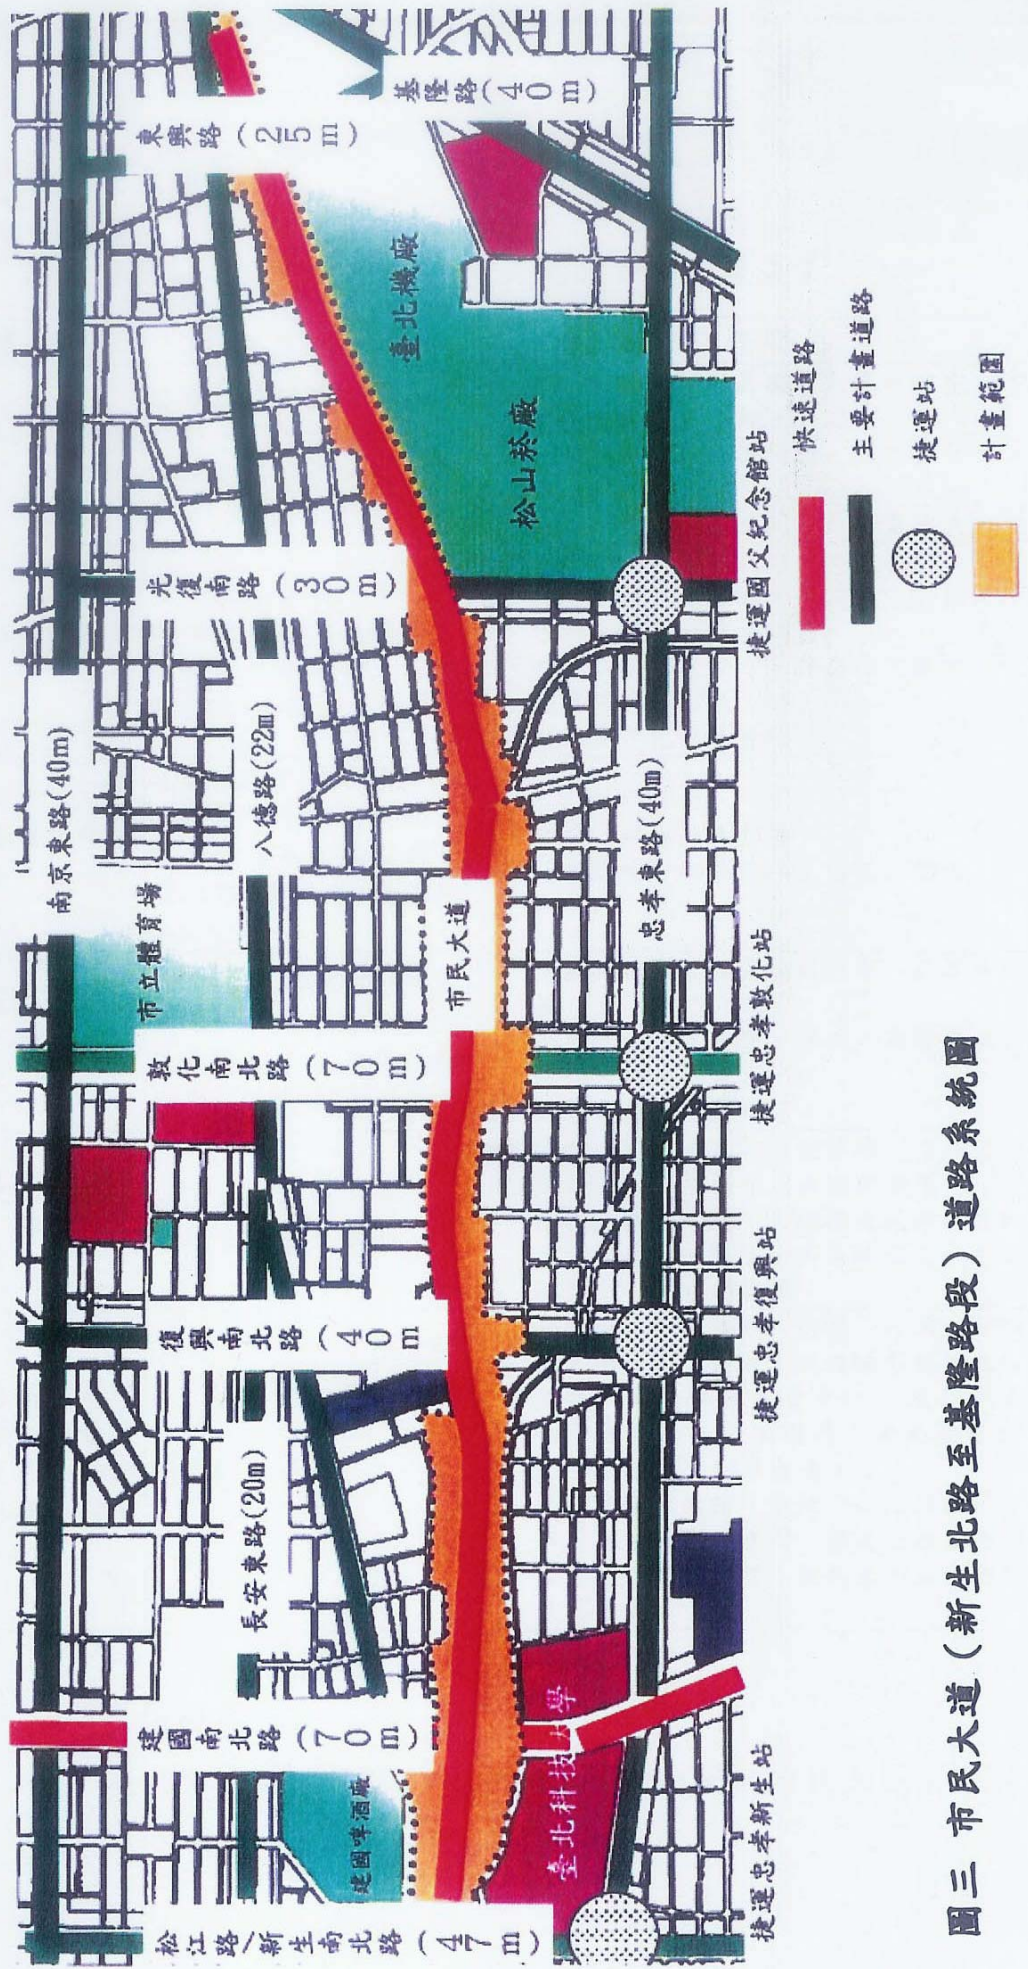 南京東路(40m)
八德路(22m)
長安東路(20m)
市民大道
忠孝東路(40m)
松江路/新生南北路(47m)
建國南北路(70m)
復興南北路(40m)
敦化南北路(70m)
光復南路(30m)
東興路(25m)
基隆路(40m)
建國啤酒廠
市立體育場
臺北機廠
松山菸廠
臺北科技大學
捷運忠孝新生站
捷運忠孝復興站
捷運忠孝敦化站
捷運國父紀念館站
快速道路
主要計畫道路
捷運站
計畫範圍
圖三 市民大道(新生北路至基隆路段)道路系統圖